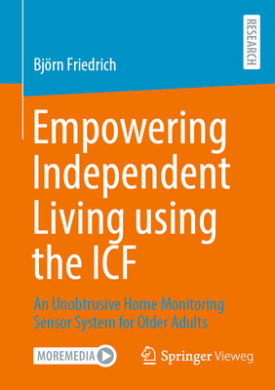 RESEARCH
Björn Friedrich
Empowering
Independent
Living using
the ICF
An Unobtrusive Home Monitoring
Sensor System for Older Adults
MOREMEDIA
Springer Vieweg